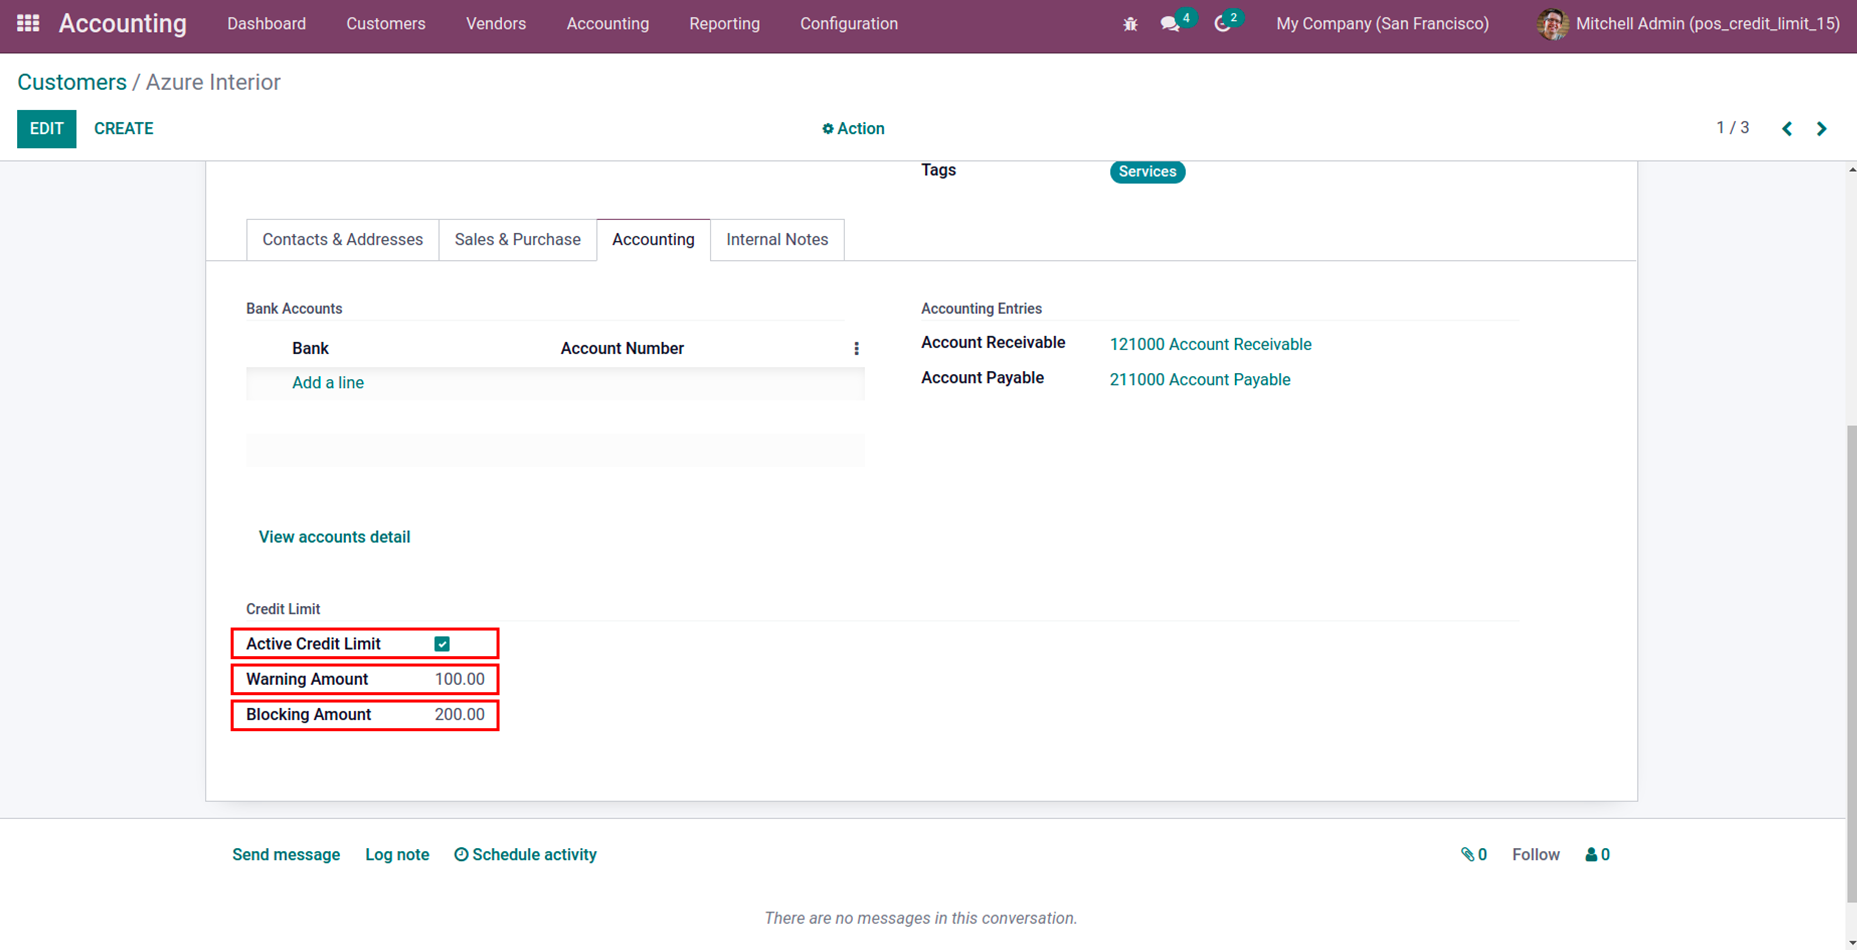 Accounting Dashboard Customers Vendors Accounting Reporting Configuration 4 2 My Company (San Francisco) Mitchell Admin (pos_credit_limit_15)
Customers / Azure Interior
EDIT CREATE Action 1 / 3
Tags Services
Contacts & Addresses Sales & Purchase Accounting Internal Notes
Bank Accounts Accounting Entries
Bank Account Number Account Receivable 121000 Account Receivable
Add a line Account Payable 211000 Account Payable
View accounts detail
Credit Limit
Active Credit Limit
Warning Amount 100.00
Blocking Amount 200.00
Send message Log note Schedule activity 0 Follow 0
There are no messages in this conversation.